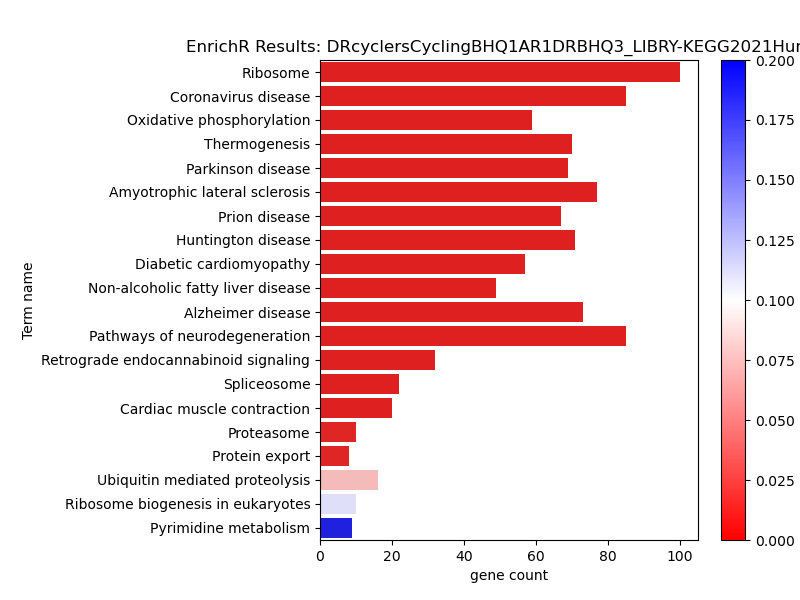 EnrichR Results: DRcyclersCyclingBHQ1AR1DRBHQ3_LIBRY-KEGG2021Hu
Ribosome
Coronavirus disease
Oxidative phosphorylation
Thermogenesis
Parkinson disease
Amyotrophic lateral sclerosis
Prion disease
Huntington disease
Diabetic cardiomyopathy
Non-alcoholic fatty liver disease
Alzheimer disease
Pathways of neurodegeneration
Retrograde endocannabinoid signaling
Spliceosome
Cardiac muscle contraction
Proteasome
Protein export
Ubiquitin mediated proteolysis
Ribosome biogenesis in eukaryotes
Pyrimidine metabolism
Term name
0 20 40 60 80 100
gene count
0.200
0.175
0.150
0.125
0.100
0.075
0.050
0.025
0.000